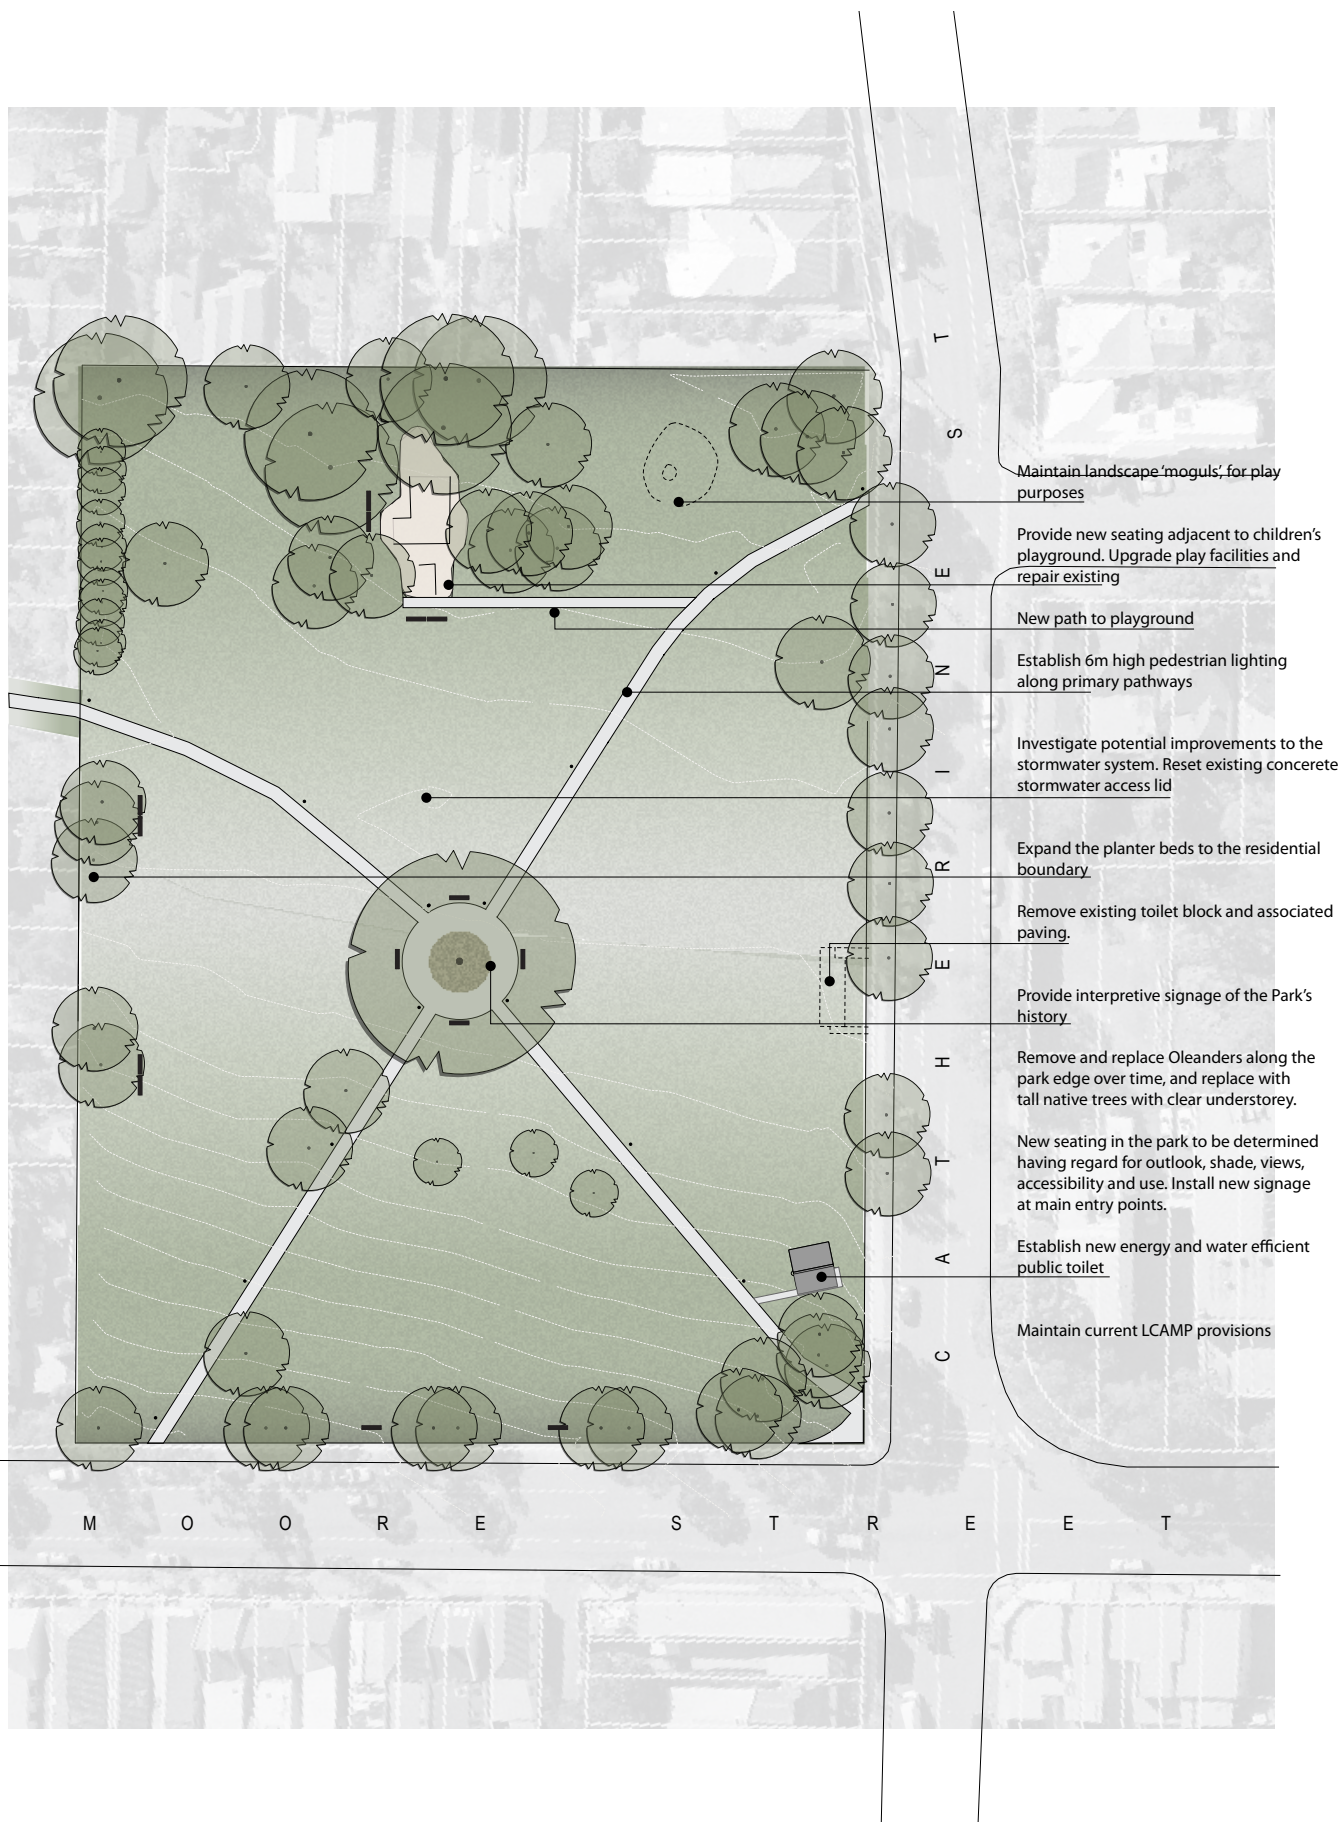 Maintain landscape ‘moguls’, for play
purposes
Provide new seating adjacent to children’s
playground. Upgrade play facilities and
repair existing
New path to playground
Establish 6m high pedestrian lighting
along primary pathways
Investigate potential improvements to the
stormwater system. Reset existing concerete
stormwater access lid
Expand the planter beds to the residential
boundary
Remove existing toilet block and associated
paving.
Provide interpretive signage of the Park’s
history
Remove and replace Oleanders along the
park edge over time, and replace with
tall native trees with clear understorey.
New seating in the park to be determined
having regard for outlook, shade, views,
accessibility and use. Install new signage
at main entry points.
Establish new energy and water efficient
public toilet
Maintain current LCAMP provisions
CATHERINE ST
MOORE STREET